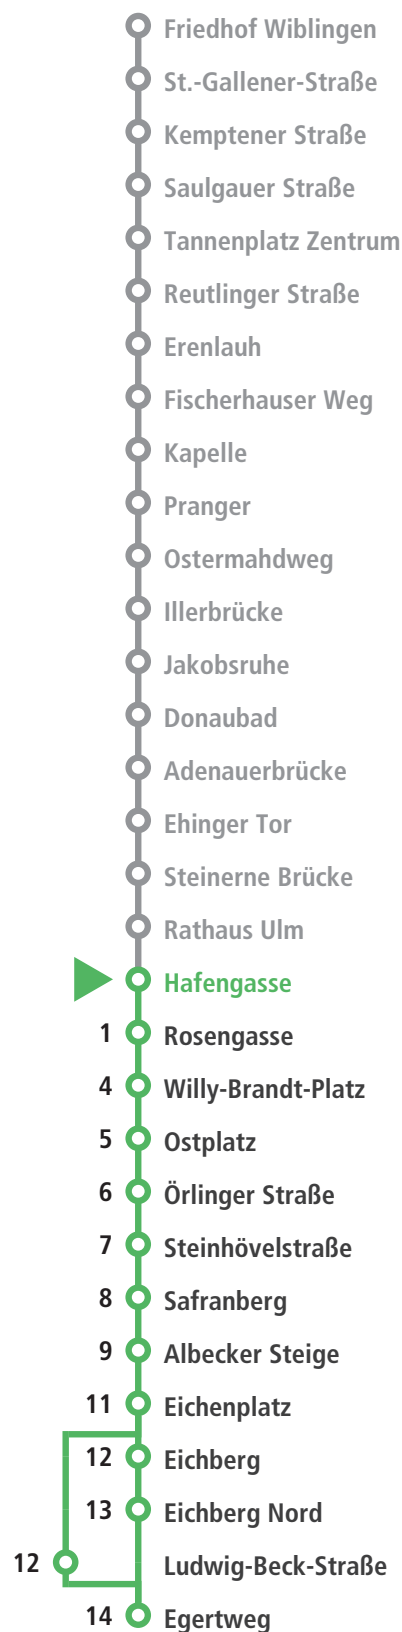 Friedhof Wiblingen
St.-Gallener-Straße
Kemptener Straße
Saulgauer Straße
Tannenplatz Zentrum
Reutlinger Straße
Erenlauh
Fischerhauser Weg
Kapelle
Pranger
Ostermahdweg
Illerbrücke
Jakobsruhe
Donaubad
Adenauerbrücke
Ehinger Tor
Steinerne Brücke
Rathaus Ulm
Hafengasse
1 Rosengasse
4 Willy-Brandt-Platz
5 Ostplatz
6 Örlinger Straße
7 Steinhövelstraße
8 Safranberg
9 Albecker Steige
11 Eichenplatz
12 Eichberg
13 Eichberg Nord
12 Ludwig-Beck-Straße
14 Egertweg